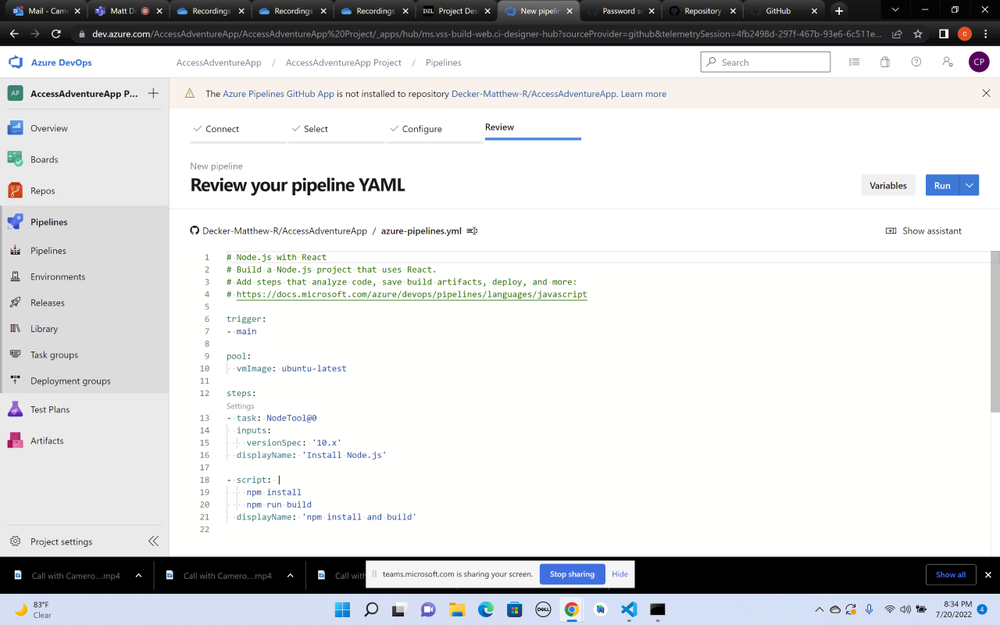 Mail - Came
Matt De
Recordings
Recordings
Recordings
D2L Project Des
New pipelin
Password sa
Repository
GitHub
dev.azure.com/AccessAdventureApp/AccessAdventureApp%20Project/_apps/hub/ms.vss-build-web.ci-designer-hub?sourceProvider=github&telemetrySession=4fb2498d-297f-467b-93e6-6c511e...
C
Azure DevOps
AccessAdventureApp / AccessAdventureApp Project / Pipelines
Search
CP
AP AccessAdventureApp P...
The Azure Pipelines GitHub App is not installed to repository Decker-Matthew-R/AccessAdventureApp. Learn more
Overview
Boards
Repos
Pipelines
Pipelines
Environments
Releases
Library
Task groups
Deployment groups
Test Plans
Artifacts
Project settings
Connect
Select
Configure
Review
New pipeline
Review your pipeline YAML
Variables
Run
Decker-Matthew-R/AccessAdventureApp / azure-pipelines.yml
Show assistant
1 # Node.js with React
2 # Build a Node.js project that uses React.
3 # Add steps that analyze code, save build artifacts, deploy, and more:
4 # https://docs.microsoft.com/azure/devops/pipelines/languages/javascript
5
6 trigger:
7 - main
8
9 pool:
10 vmImage: ubuntu-latest
11
12 steps:
Settings
13 - task: NodeTool@0
14 inputs:
15 versionSpec: '10.x'
16 displayName: 'Install Node.js'
17
18 - script: |
19 npm install
20 npm run build
21 displayName: 'npm install and build'
22
Call with Camero....mp4
Call with Camero....mp4
Call with
teams.microsoft.com is sharing your screen.
Stop sharing
Hide
Show all
83°F
Clear
DELL
8:34 PM
7/20/2022
4